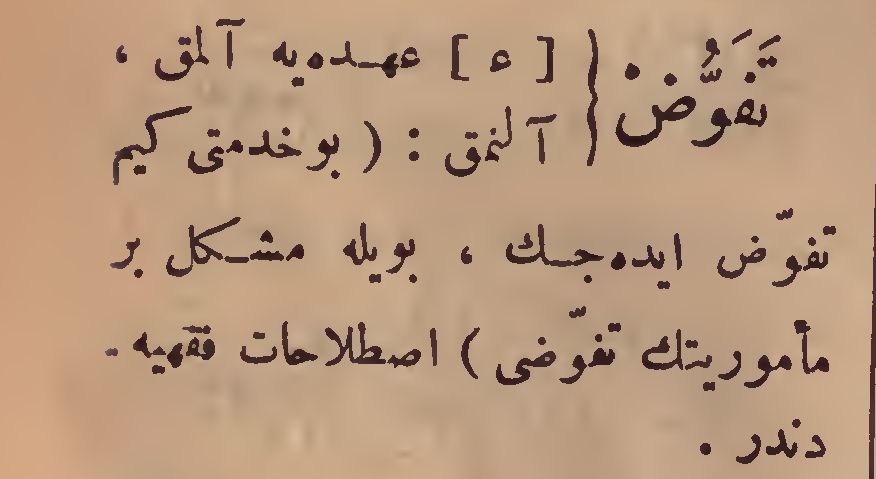 تَفَوُّضْ { [ ع ] عهده‌یه آلمق ،
آلنمق : ( بو خدمتی کیم
تفوّض ایده‌جك ، بویله مشکل بر
مأموریتك تفوّضی ) اصطلاحات فقهیه -
دندر .